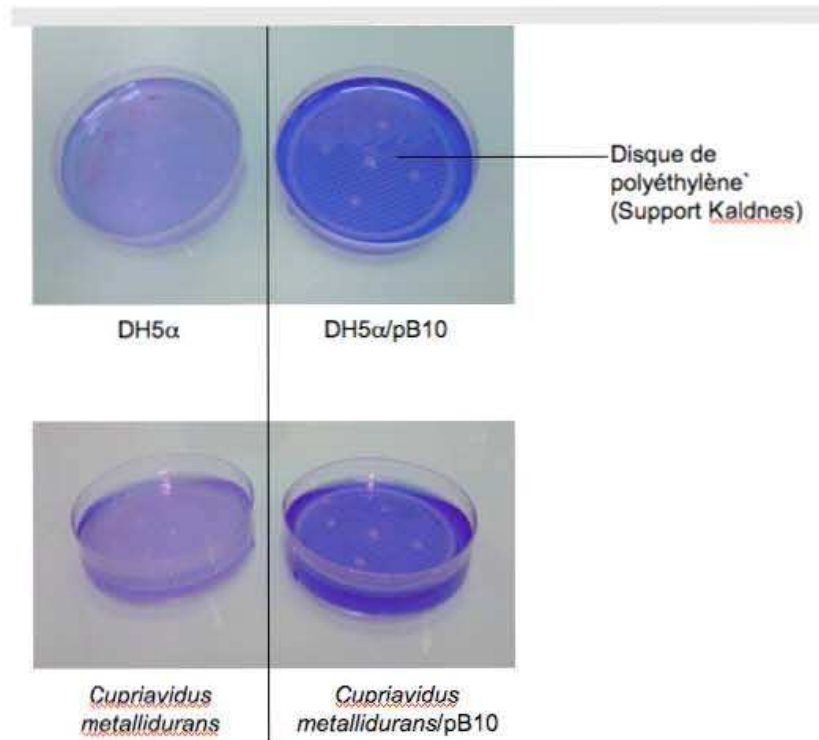 Disque de
polyéthylène`
(Support Kaldnes)
DH5α
DH5α/pB10
Cupriavidus
metallidurans
Cupriavidus
metallidurans/pB10